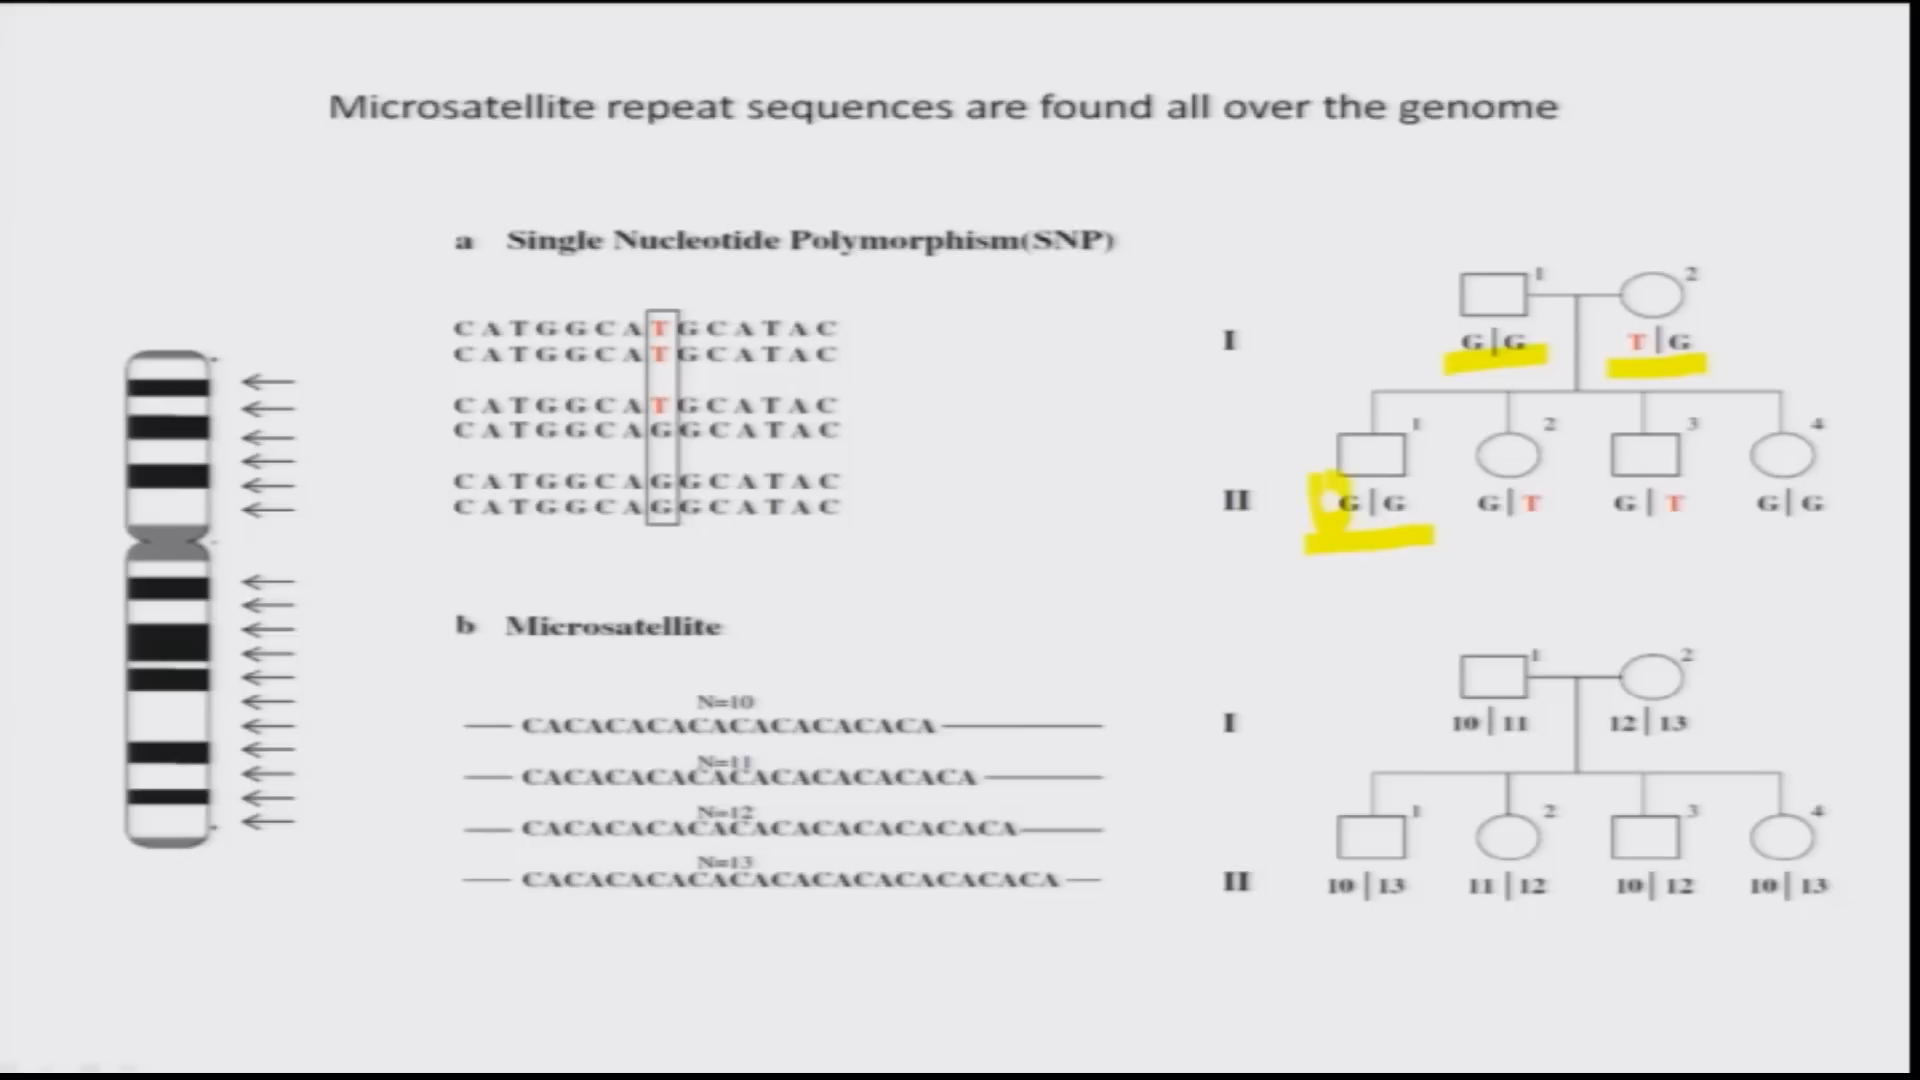 Microsatellite repeat sequences are found all over the genome
a Single Nucleotide Polymorphism(SNP)
CATGGCATGCATAC
CATGGCATGCATAC
CATGGCATGCATAC
CATGGCAGGCATAC
CATGGCAGGCATAC
CATGGCAGGCATAC
1 2
I G|G T|G
1 2 3 4
II G|G G|T G|T G|G
b Microsatellite
N=10
CACACACACACACACACACA
N=11
CACACACACACACACACACACA
N=12
CACACACACACACACACACACACA
N=13
CACACACACACACACACACACACACA
1 2
I 10|11 12|13
1 2 3 4
II 10|13 11|12 10|12 10|13